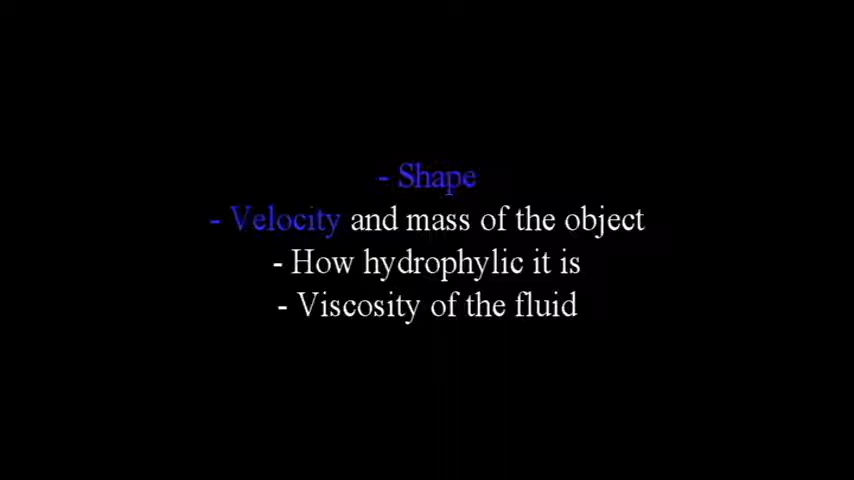 - Shape
- Velocity and mass of the object
- How hydrophylic it is
- Viscosity of the fluid